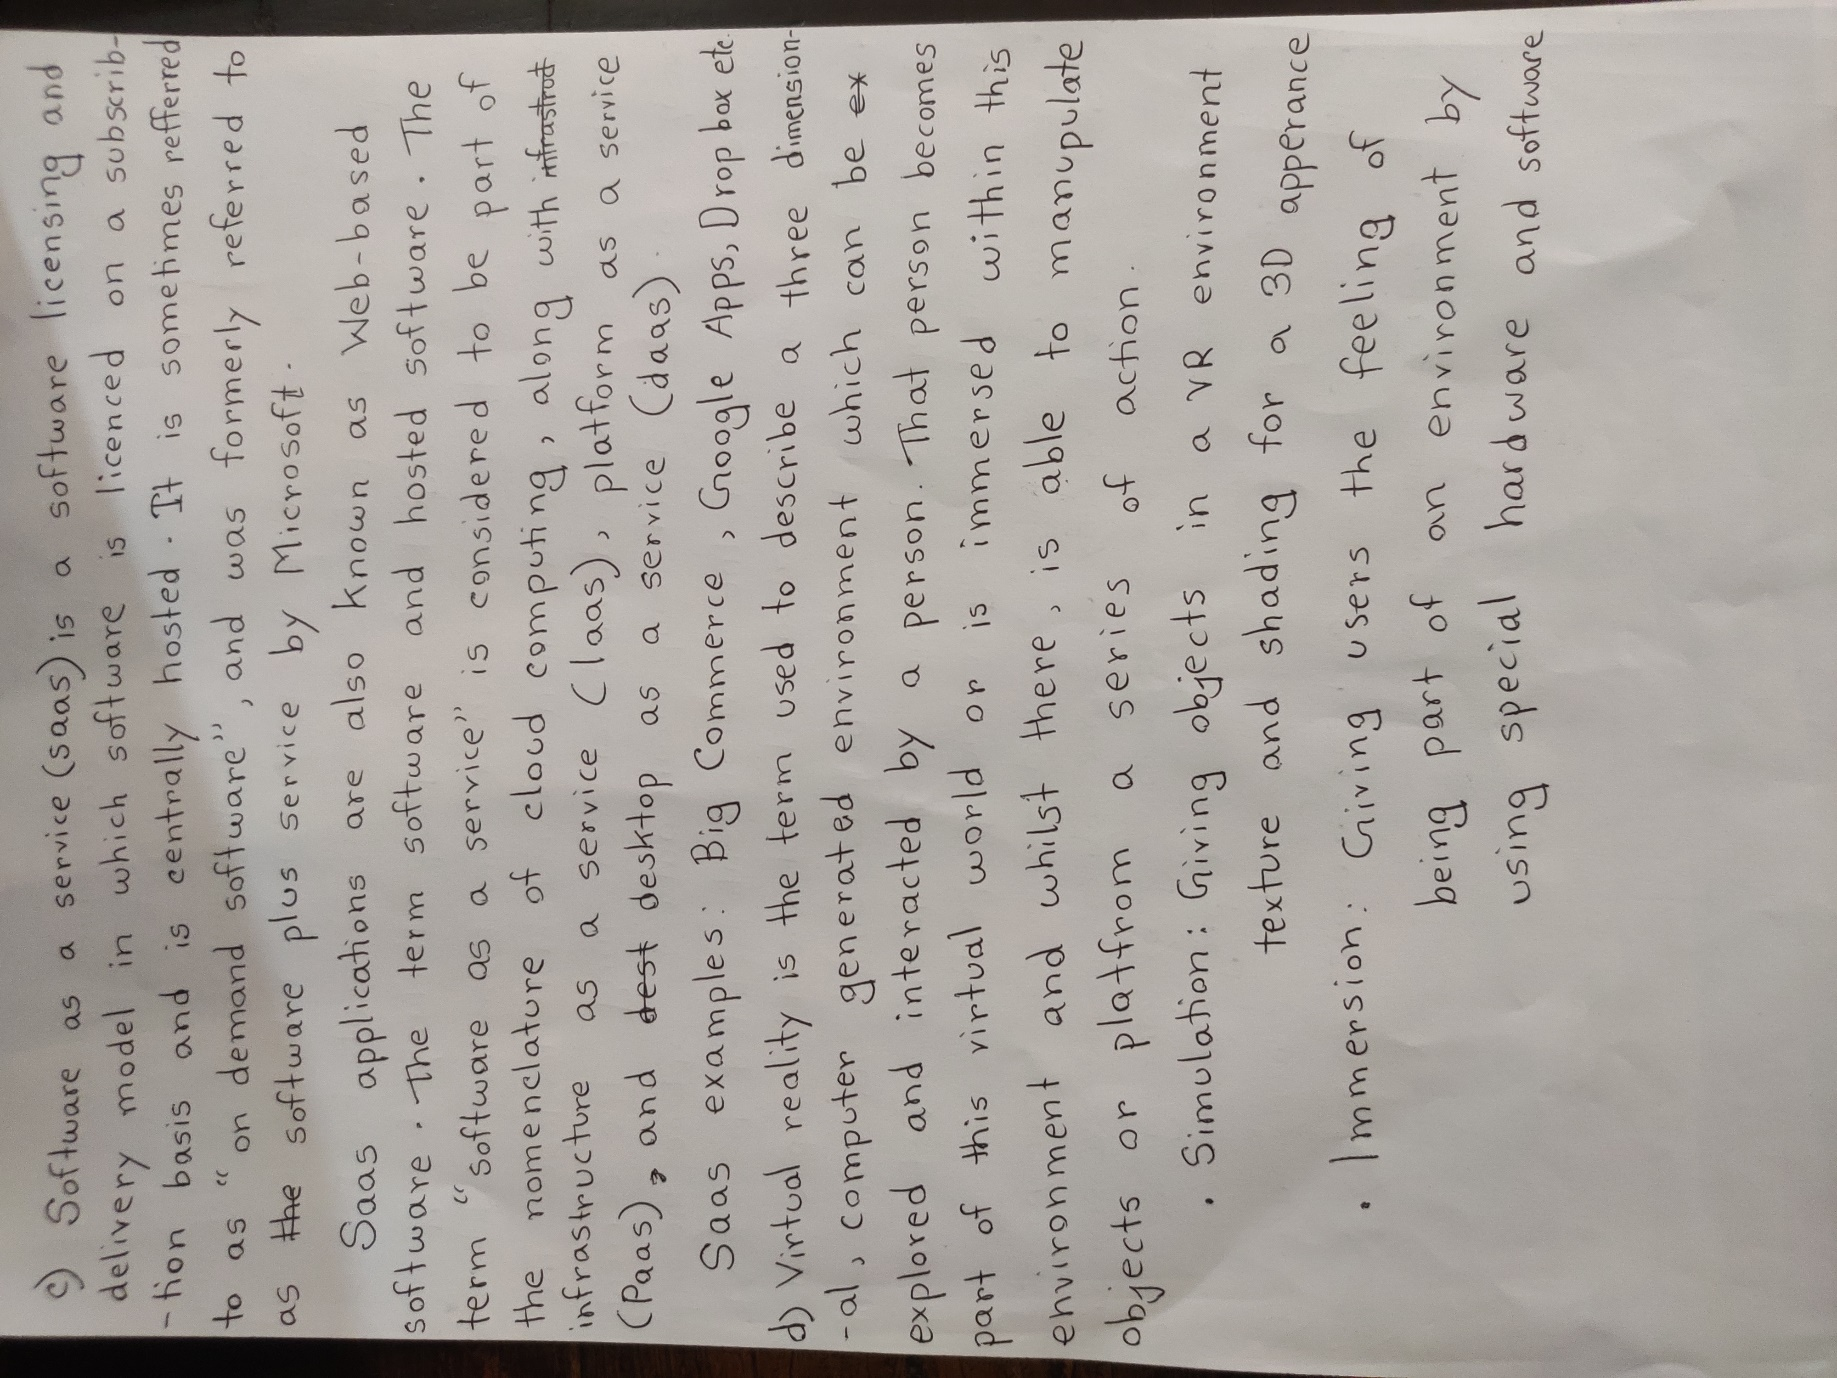 c) Software as a service (saas) is a software licensing and
delivery model in which software is licenced on a subscrib-
-tion basis and is centrally hosted. It is sometimes refferred
to as "on demand software", and was formerly referred to
as the software plus service by Microsoft.
Saas applications are also known as Web-based
software. The term software and hosted software. The
term "software as a service" is considered to be part of
the nomenclature of cloud computing, along with infrastruct
infrastructure as a service (Iaas), platform as a service
(Paas), and dest desktop as a service (daas).
Saas examples: Big Commerce, Google Apps, Drop box etc.
d) Virtual reality is the term used to describe a three dimension-
-al, computer generated environment which can be ex
explored and interacted by a person. That person becomes
part of this virtual world or is immersed within this
environment and whilst there, is able to manupulate
objects or platfrom a series of action.
• Simulation: Giving objects in a VR environment
texture and shading for a 3D apperance
• Immersion: Giving users the feeling of
being part of an environment by
using special hardware and software